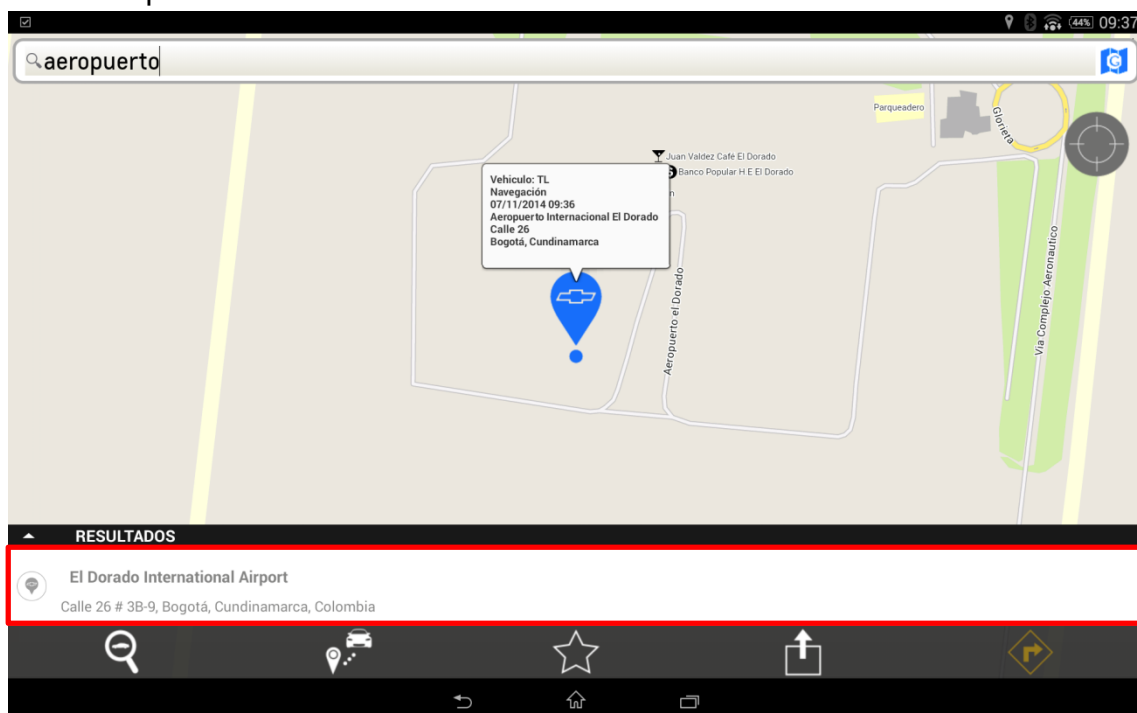 44% 09:37
aeropuerto
Parqueadero
Glorieta
Juan Valdez Café El Dorado
Banco Popular H E El Dorado
Vehiculo: TL
Navegación
07/11/2014 09:36
Aeropuerto Internacional El Dorado
Calle 26
Bogotá, Cundinamarca
Aeropuerto el Dorado
Via Complejo Aeronautico
RESULTADOS
El Dorado International Airport
Calle 26 # 3B-9, Bogotá, Cundinamarca, Colombia